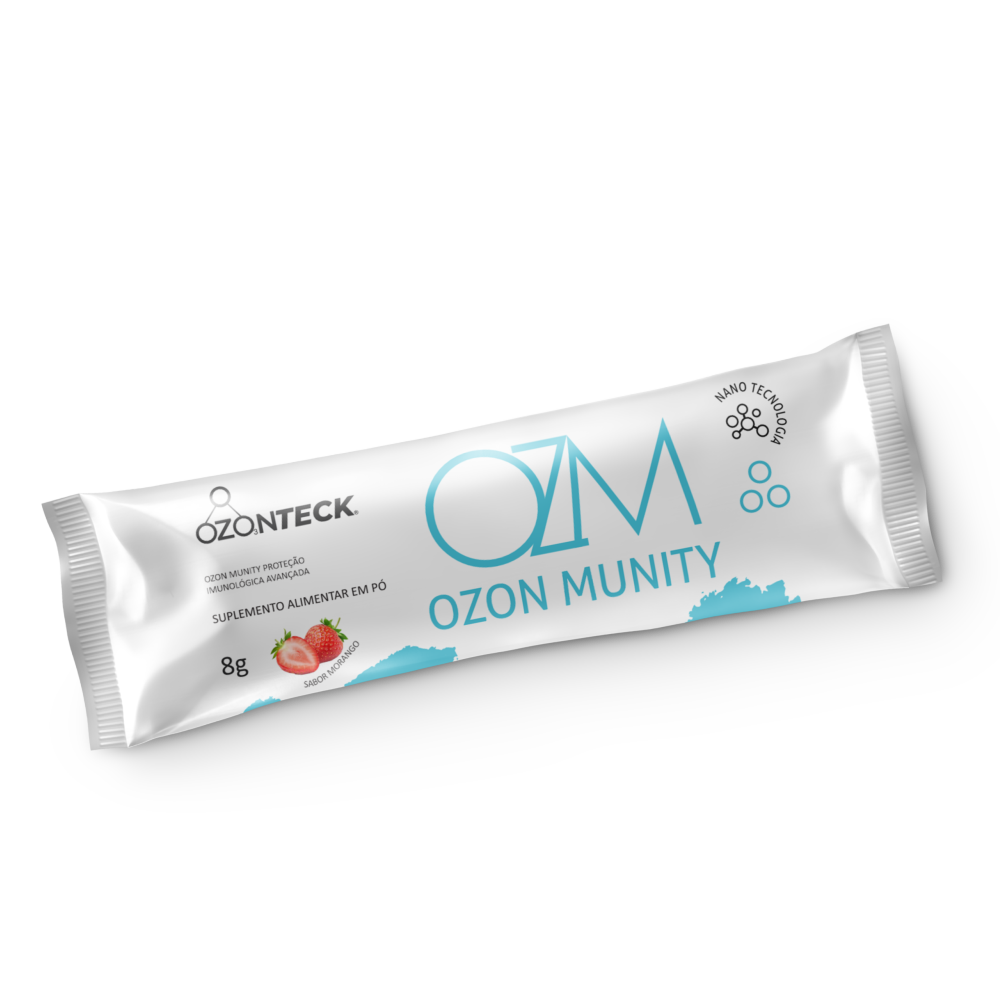 OZONTECK®
OZON MUNITY PROTEÇÃO
IMUNOLÓGICA AVANÇADA
SUPLEMENTO ALIMENTAR EM PÓ
8g
SABOR MORANGO
OZM
OZON MUNITY
NANO TECNOLOGIA